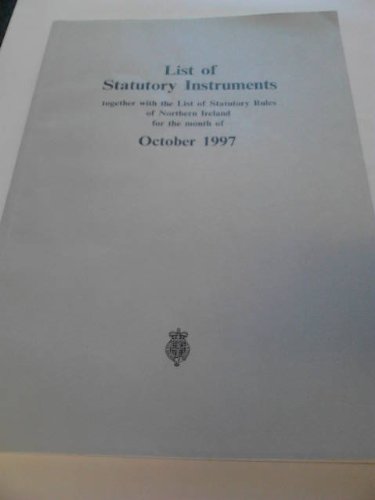 List of
Statutory Instruments
together with the List of Statutory Rules
of Northern Ireland
for the month of
October 1997